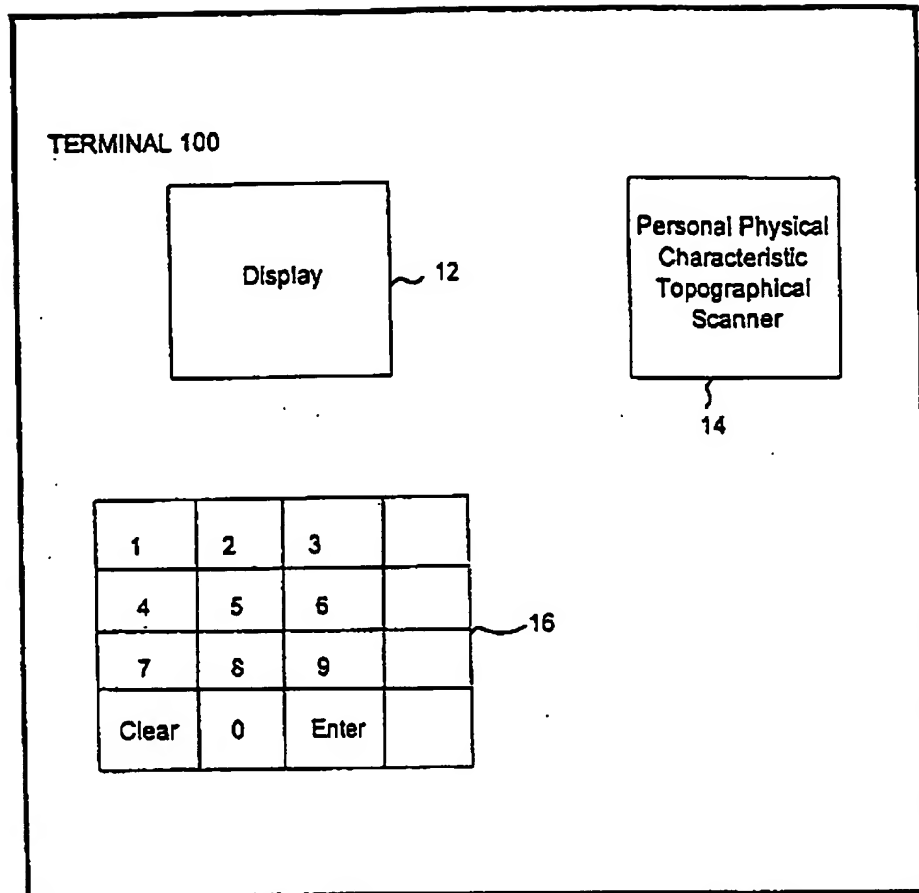 TERMINAL 100
Display
12
Personal Physical
Characteristic
Topographical
Scanner
14
1 2 3
4 5 6
7 8 9
Clear 0 Enter
16